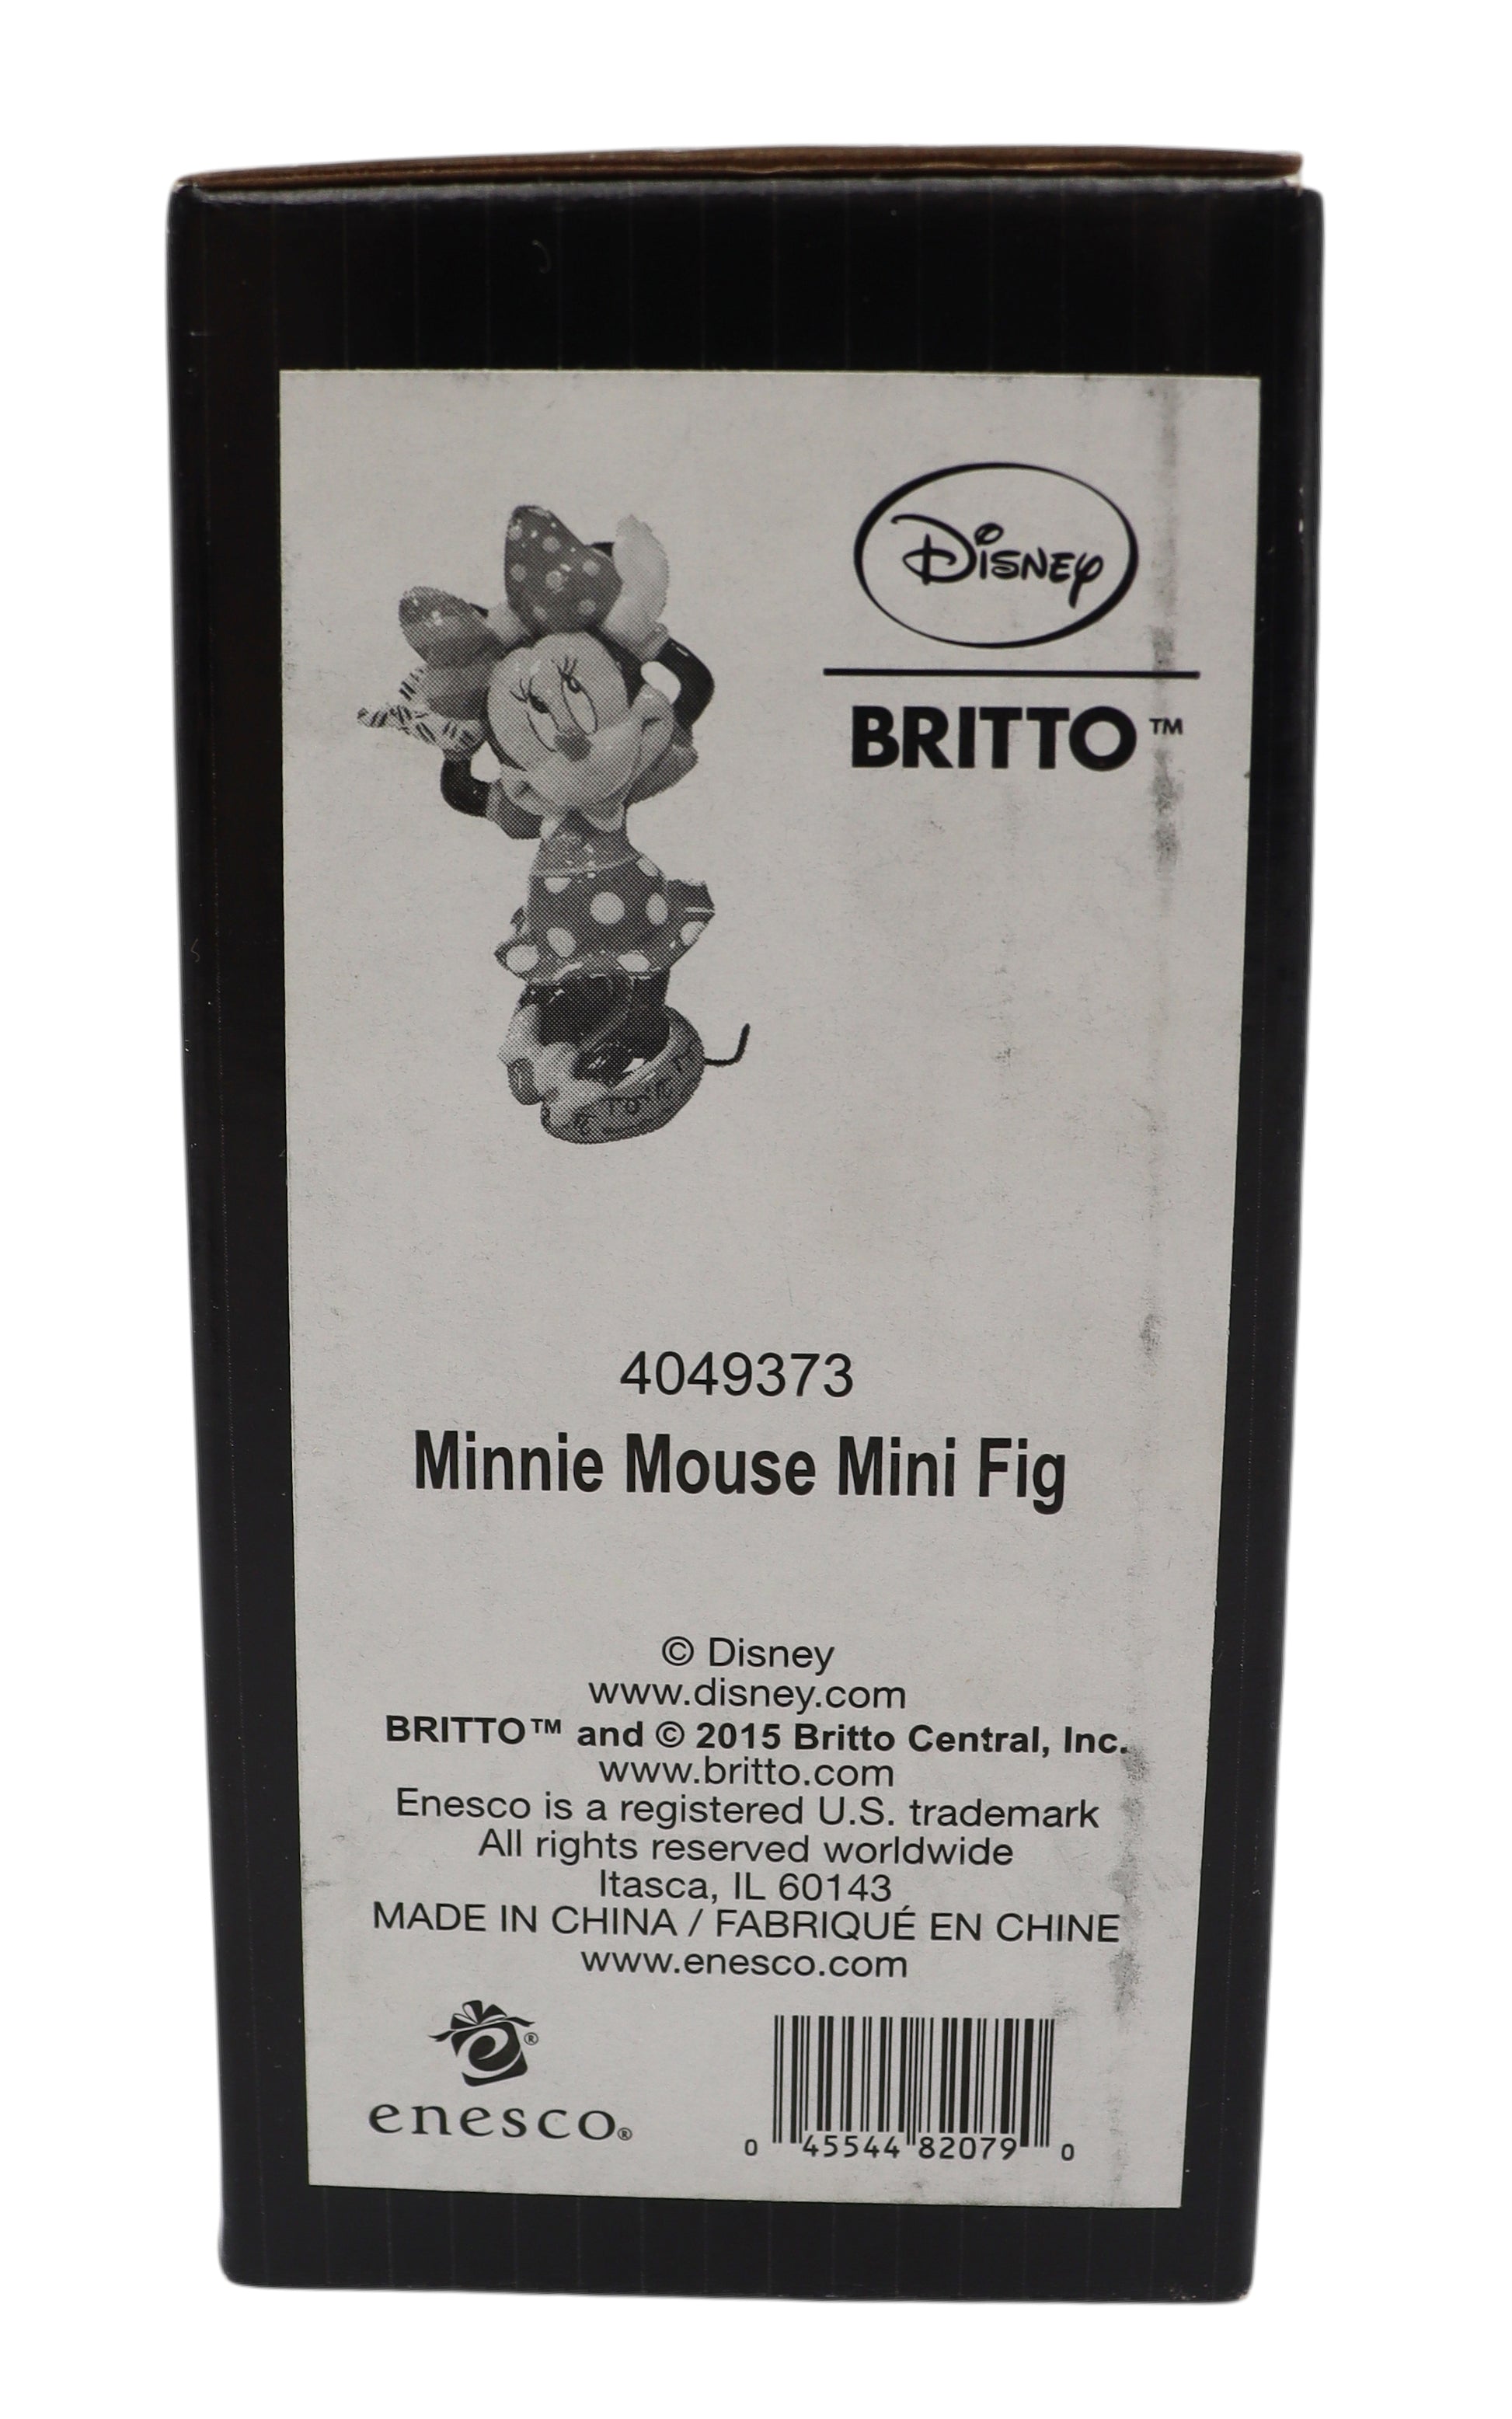 Disney
BRITTO™
4049373
Minnie Mouse Mini Fig
© Disney
www.disney.com
BRITTO™ and © 2015 Britto Central, Inc.
www.britto.com
Enesco is a registered U.S. trademark
All rights reserved worldwide
Itasca, IL 60143
MADE IN CHINA / FABRIQUÉ EN CHINE
www.enesco.com
e®
enesco®
0 45544 82079 0